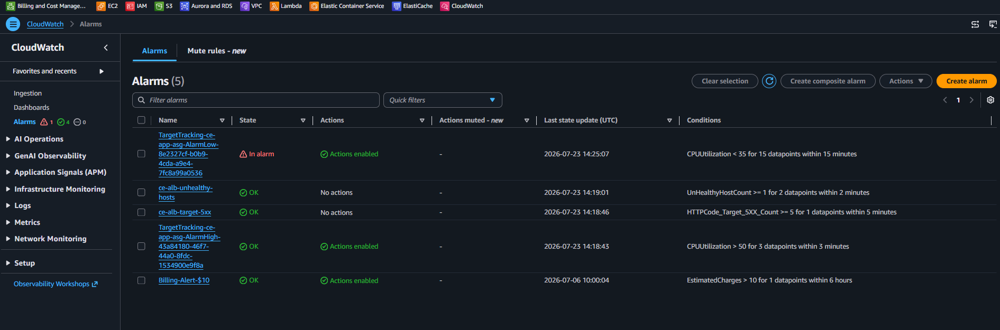 Billing and Cost Manage... EC2 IAM S3 Aurora and RDS VPC Lambda Elastic Container Service ElastiCache CloudWatch
CloudWatch > Alarms
CloudWatch
Favorites and recents
Ingestion
Dashboards
Alarms 1 4 0
AI Operations
GenAI Observability
Application Signals (APM)
Infrastructure Monitoring
Logs
Metrics
Network Monitoring
Setup
Observability Workshops
Alarms
Mute rules - new
Alarms (5)
Clear selection
Create composite alarm
Actions
Create alarm
Filter alarms
Quick filters
1
Name State Actions Actions muted - new Last state update (UTC) Conditions
TargetTracking-ce-
app-asg-AlarmLow-
8e2327cf-b0b9-
4cda-a9e4-
7fc8a99a0536
In alarm
Actions enabled
-
2026-07-23 14:25:07
CPUUtilization < 35 for 15 datapoints within 15 minutes
ce-alb-unhealthy-
hosts
OK
No actions
-
2026-07-23 14:19:01
UnHealthyHostCount >= 1 for 2 datapoints within 2 minutes
ce-alb-target-5xx
OK
No actions
-
2026-07-23 14:18:46
HTTPCode_Target_5XX_Count >= 5 for 1 datapoints within 5 minutes
TargetTracking-ce-
app-asg-AlarmHigh-
43a84180-46f7-
44a0-8fdc-
1534900e9f8a
OK
Actions enabled
-
2026-07-23 14:18:43
CPUUtilization > 50 for 3 datapoints within 3 minutes
Billing-Alert-$10
OK
Actions enabled
-
2026-07-06 10:00:04
EstimatedCharges > 10 for 1 datapoints within 6 hours